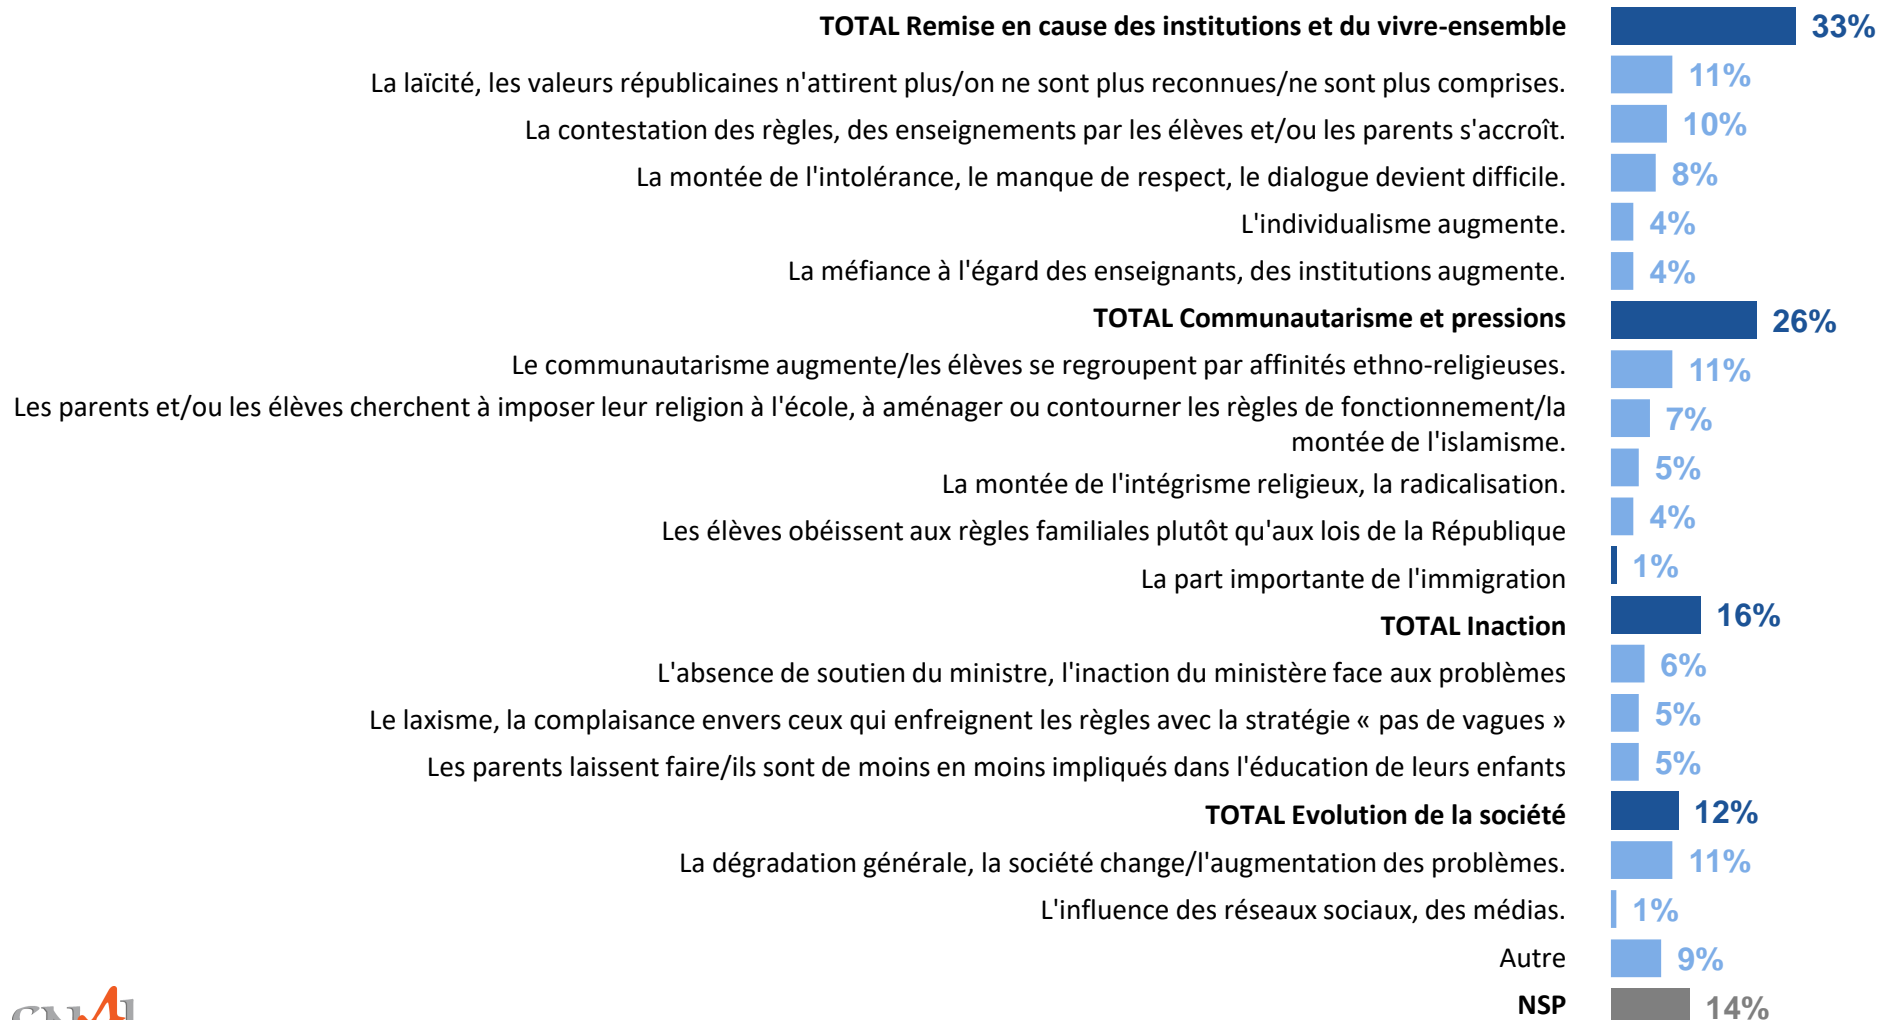 TOTAL Remise en cause des institutions et du vivre-ensemble 33%
La laïcité, les valeurs républicaines n'attirent plus/on ne sont plus reconnues/ne sont plus comprises. 11%
La contestation des règles, des enseignements par les élèves et/ou les parents s'accroît. 10%
La montée de l'intolérance, le manque de respect, le dialogue devient difficile. 8%
L'individualisme augmente. 4%
La méfiance à l'égard des enseignants, des institutions augmente. 4%
TOTAL Communautarisme et pressions 26%
Le communautarisme augmente/les élèves se regroupent par affinités ethno-religieuses. 11%
Les parents et/ou les élèves cherchent à imposer leur religion à l'école, à aménager ou contourner les règles de fonctionnement/la
montée de l'islamisme. 7%
La montée de l'intégrisme religieux, la radicalisation. 5%
Les élèves obéissent aux règles familiales plutôt qu'aux lois de la République 4%
La part importante de l'immigration 1%
TOTAL Inaction 16%
L'absence de soutien du ministre, l'inaction du ministère face aux problèmes 6%
Le laxisme, la complaisance envers ceux qui enfreignent les règles avec la stratégie « pas de vagues » 5%
Les parents laissent faire/ils sont de moins en moins impliqués dans l'éducation de leurs enfants 5%
TOTAL Evolution de la société 12%
La dégradation générale, la société change/l'augmentation des problèmes. 11%
L'influence des réseaux sociaux, des médias. 1%
Autre 9%
NSP 14%